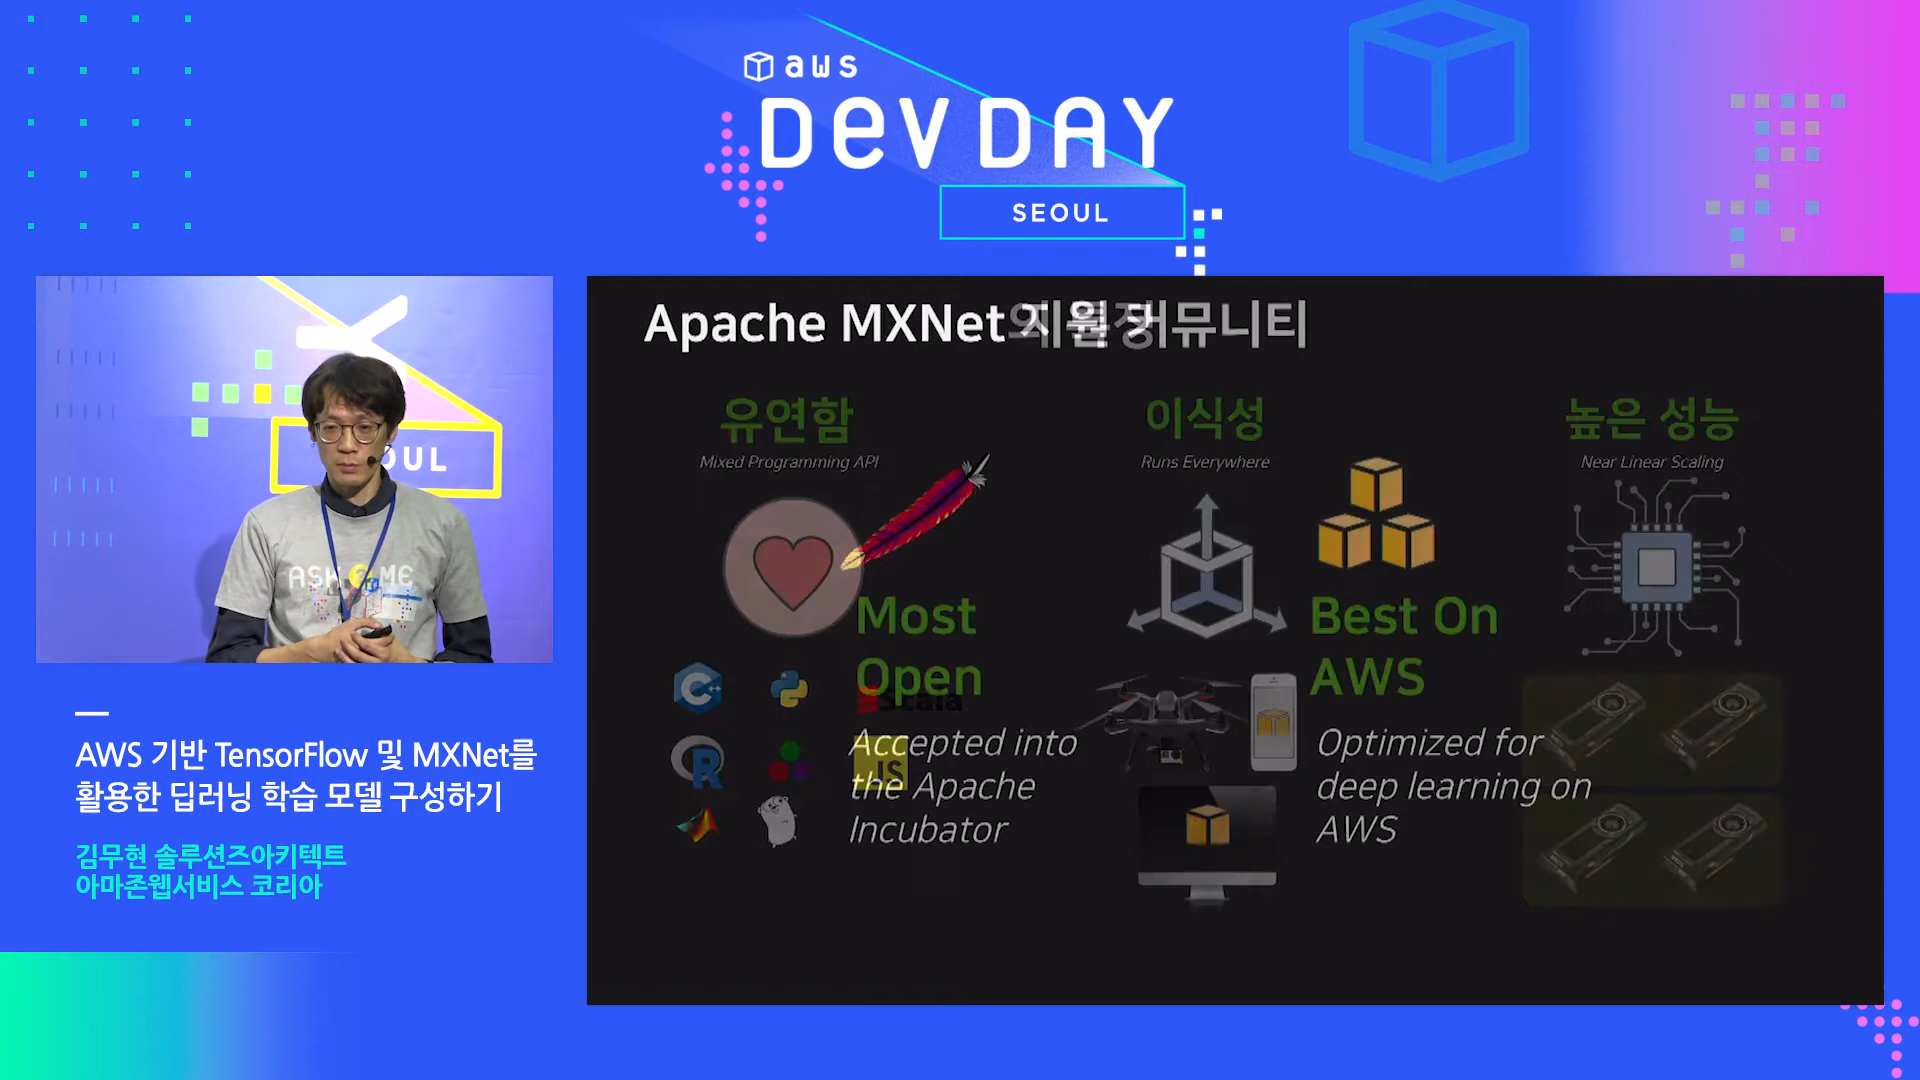 aws
DEV DAY
SEOUL
OUL
ASK ? ME
AWS 기반 TensorFlow 및 MXNet를
활용한 딥러닝 학습 모델 구성하기
김무현 솔루션즈아키텍트
아마존웹서비스 코리아
Apache MXNet 지원 커뮤니티
유연함
Mixed Programming API
이식성
Runs Everywhere
높은 성능
Near Linear Scaling
Most
Open
Accepted into
the Apache
Incubator
Best On
AWS
Optimized for
deep learning on
AWS
C++
Scala
R
JS